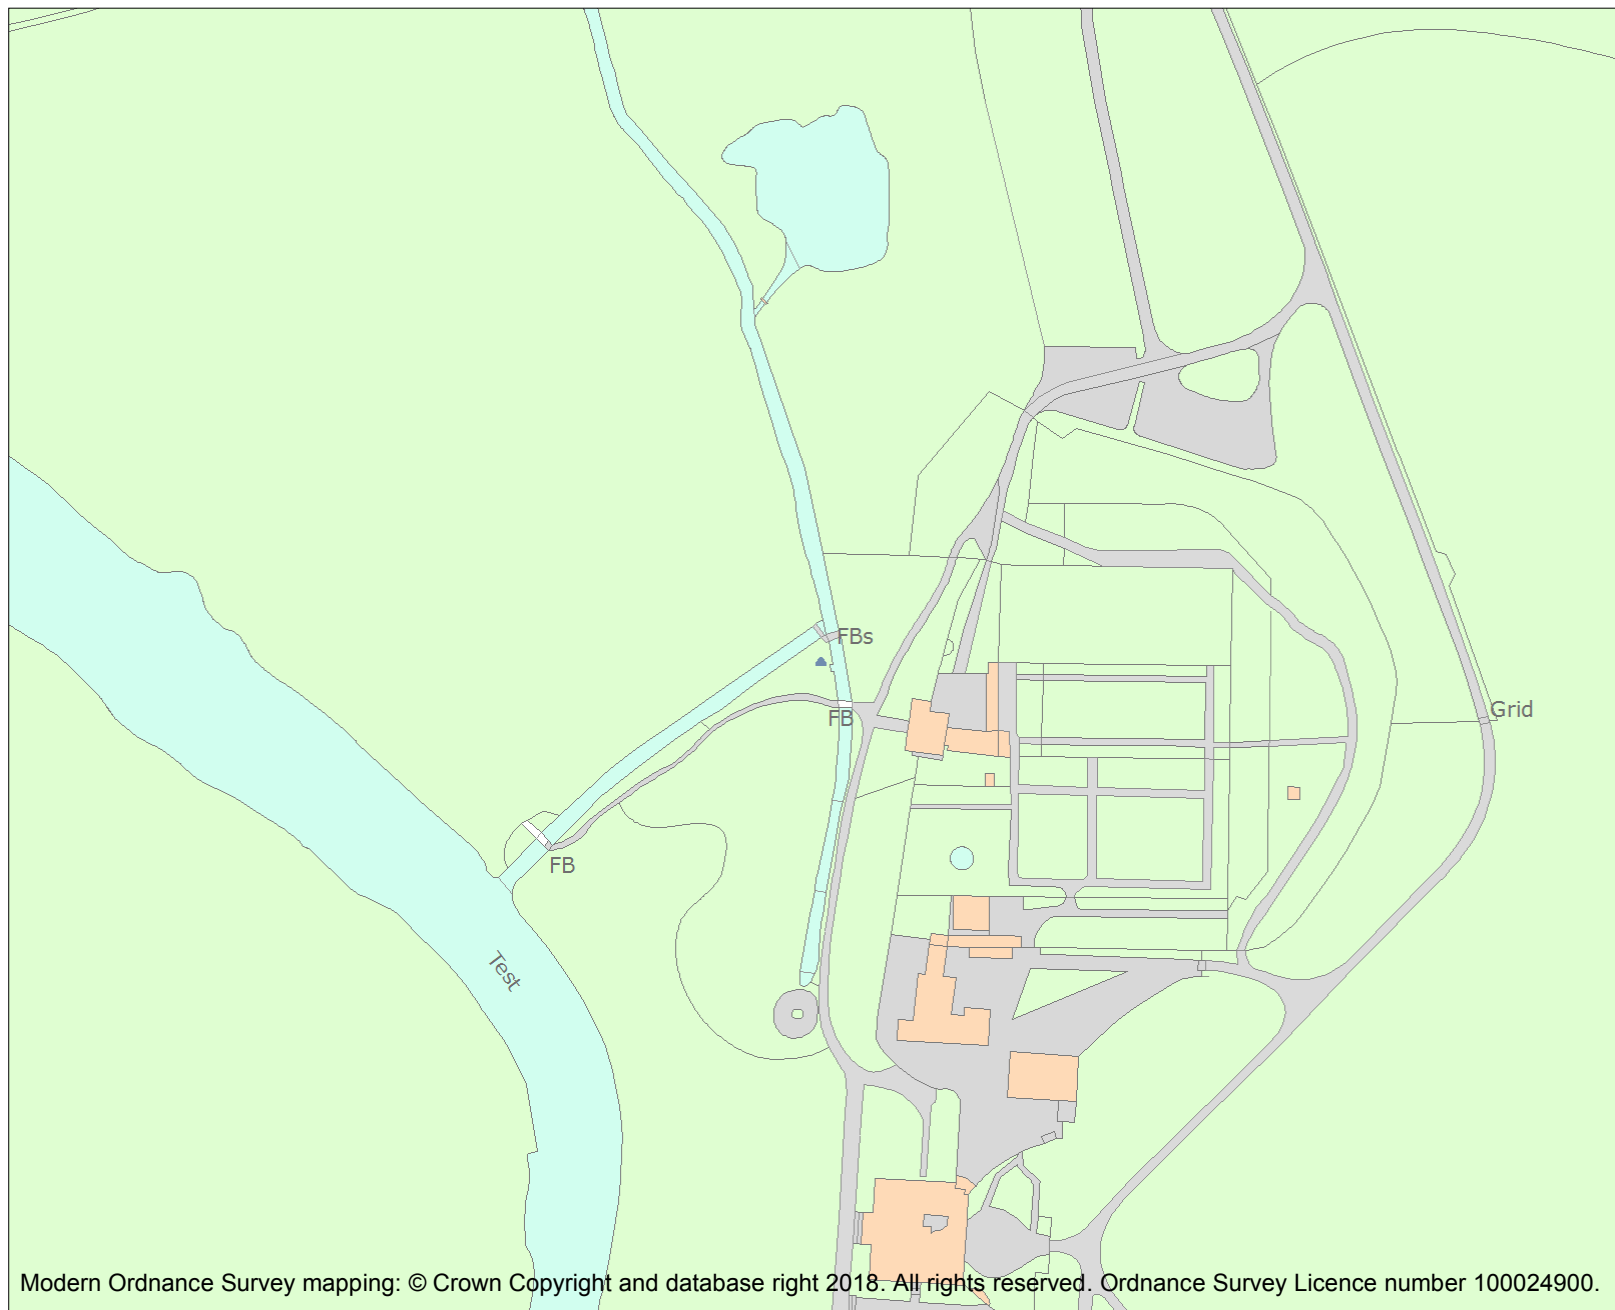 FBs
Grid
FB
FB
Test
Modern Ordnance Survey mapping: © Crown Copyright and database right 2018. All rights reserved. Ordnance Survey Licence number 100024900.